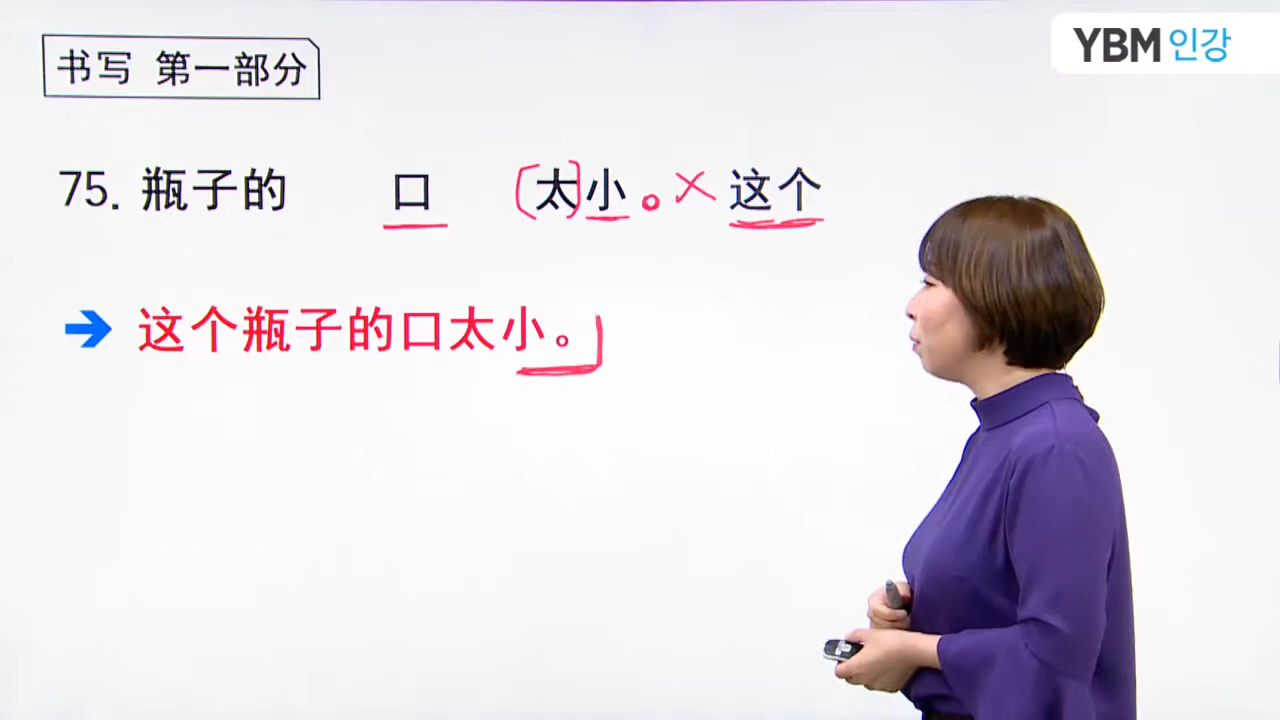 YBM 인강
书写 第一部分
75. 瓶子的 口 (太)小。× 这个
➔ 这个瓶子的口太小。